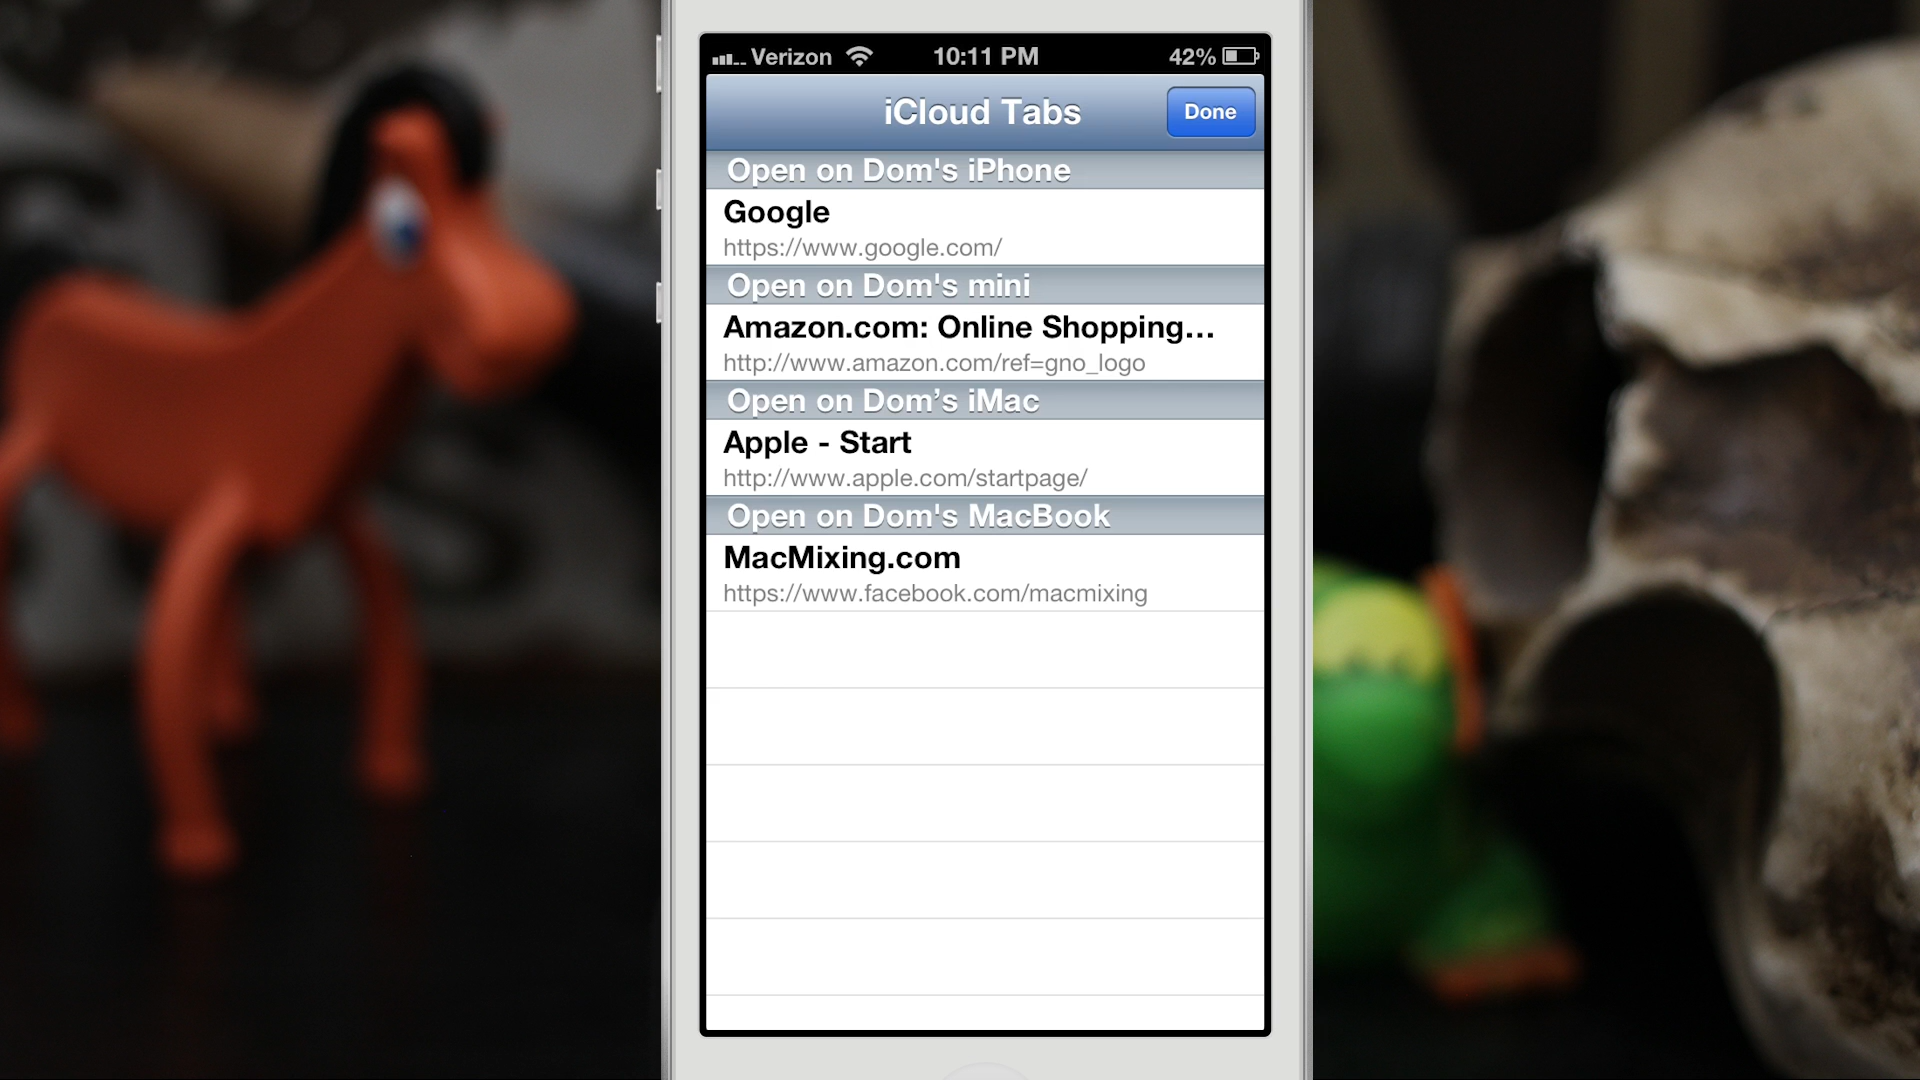 Verizon 10:11 PM 42%
iCloud Tabs Done
Open on Dom's iPhone
Google
https://www.google.com/
Open on Dom's mini
Amazon.com: Online Shopping...
http://www.amazon.com/ref=gno_logo
Open on Dom’s iMac
Apple - Start
http://www.apple.com/startpage/
Open on Dom's MacBook
MacMixing.com
https://www.facebook.com/macmixing